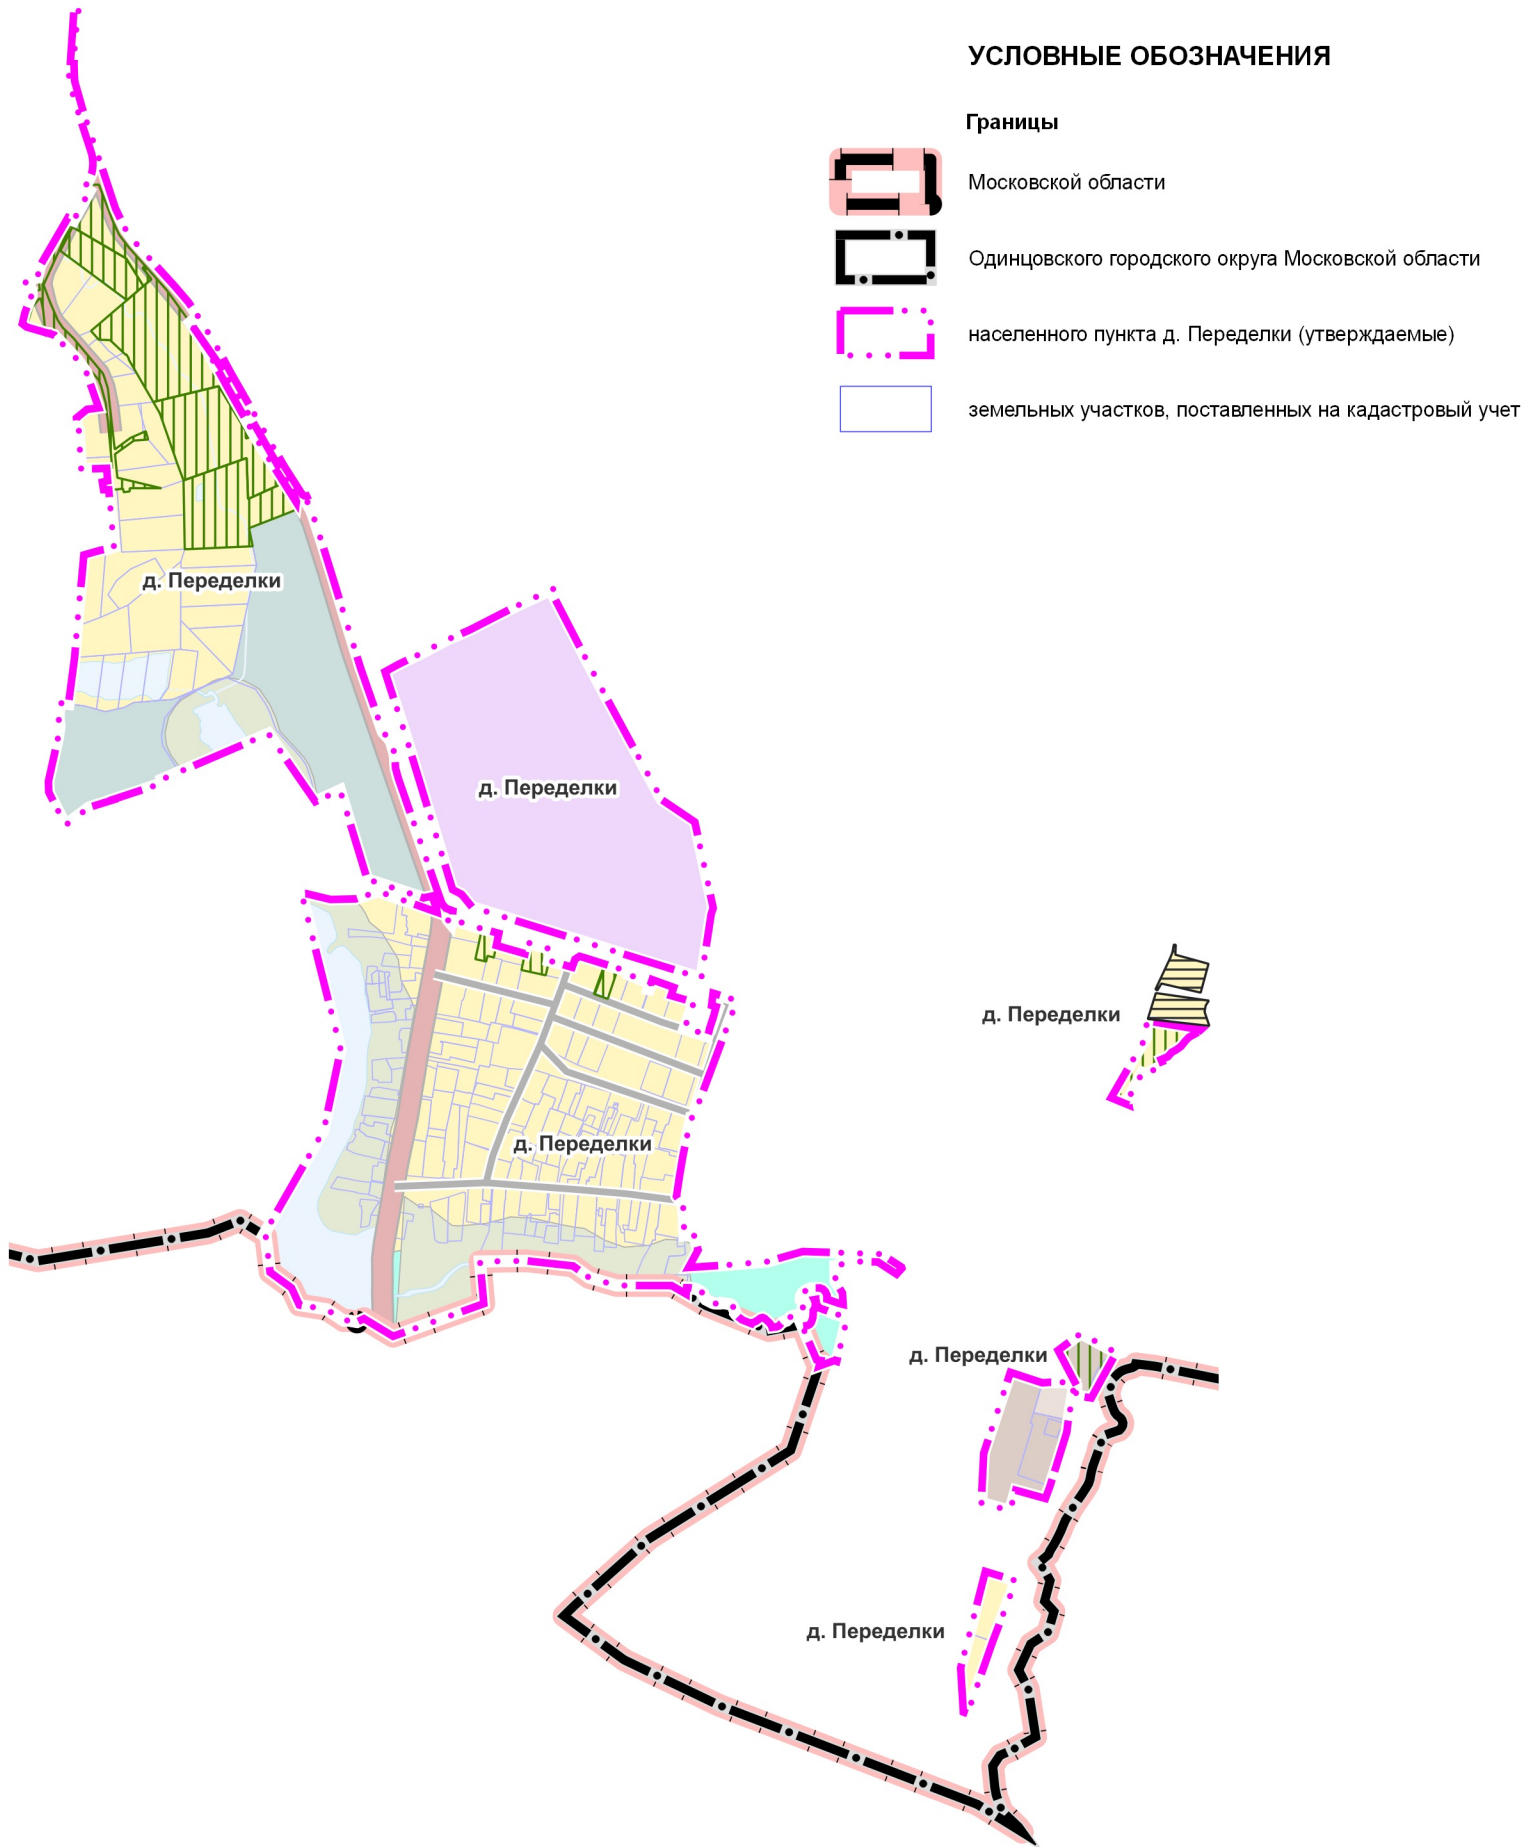 УСЛОВНЫЕ ОБОЗНАЧЕНИЯ
Границы
Московской области
Одинцовского городского округа Московской области
населенного пункта д. Переделки (утверждаемые)
земельных участков, поставленных на кадастровый учет
д. Переделки
д. Переделки
д. Переделки
д. Переделки
д. Переделки
д. Переделки